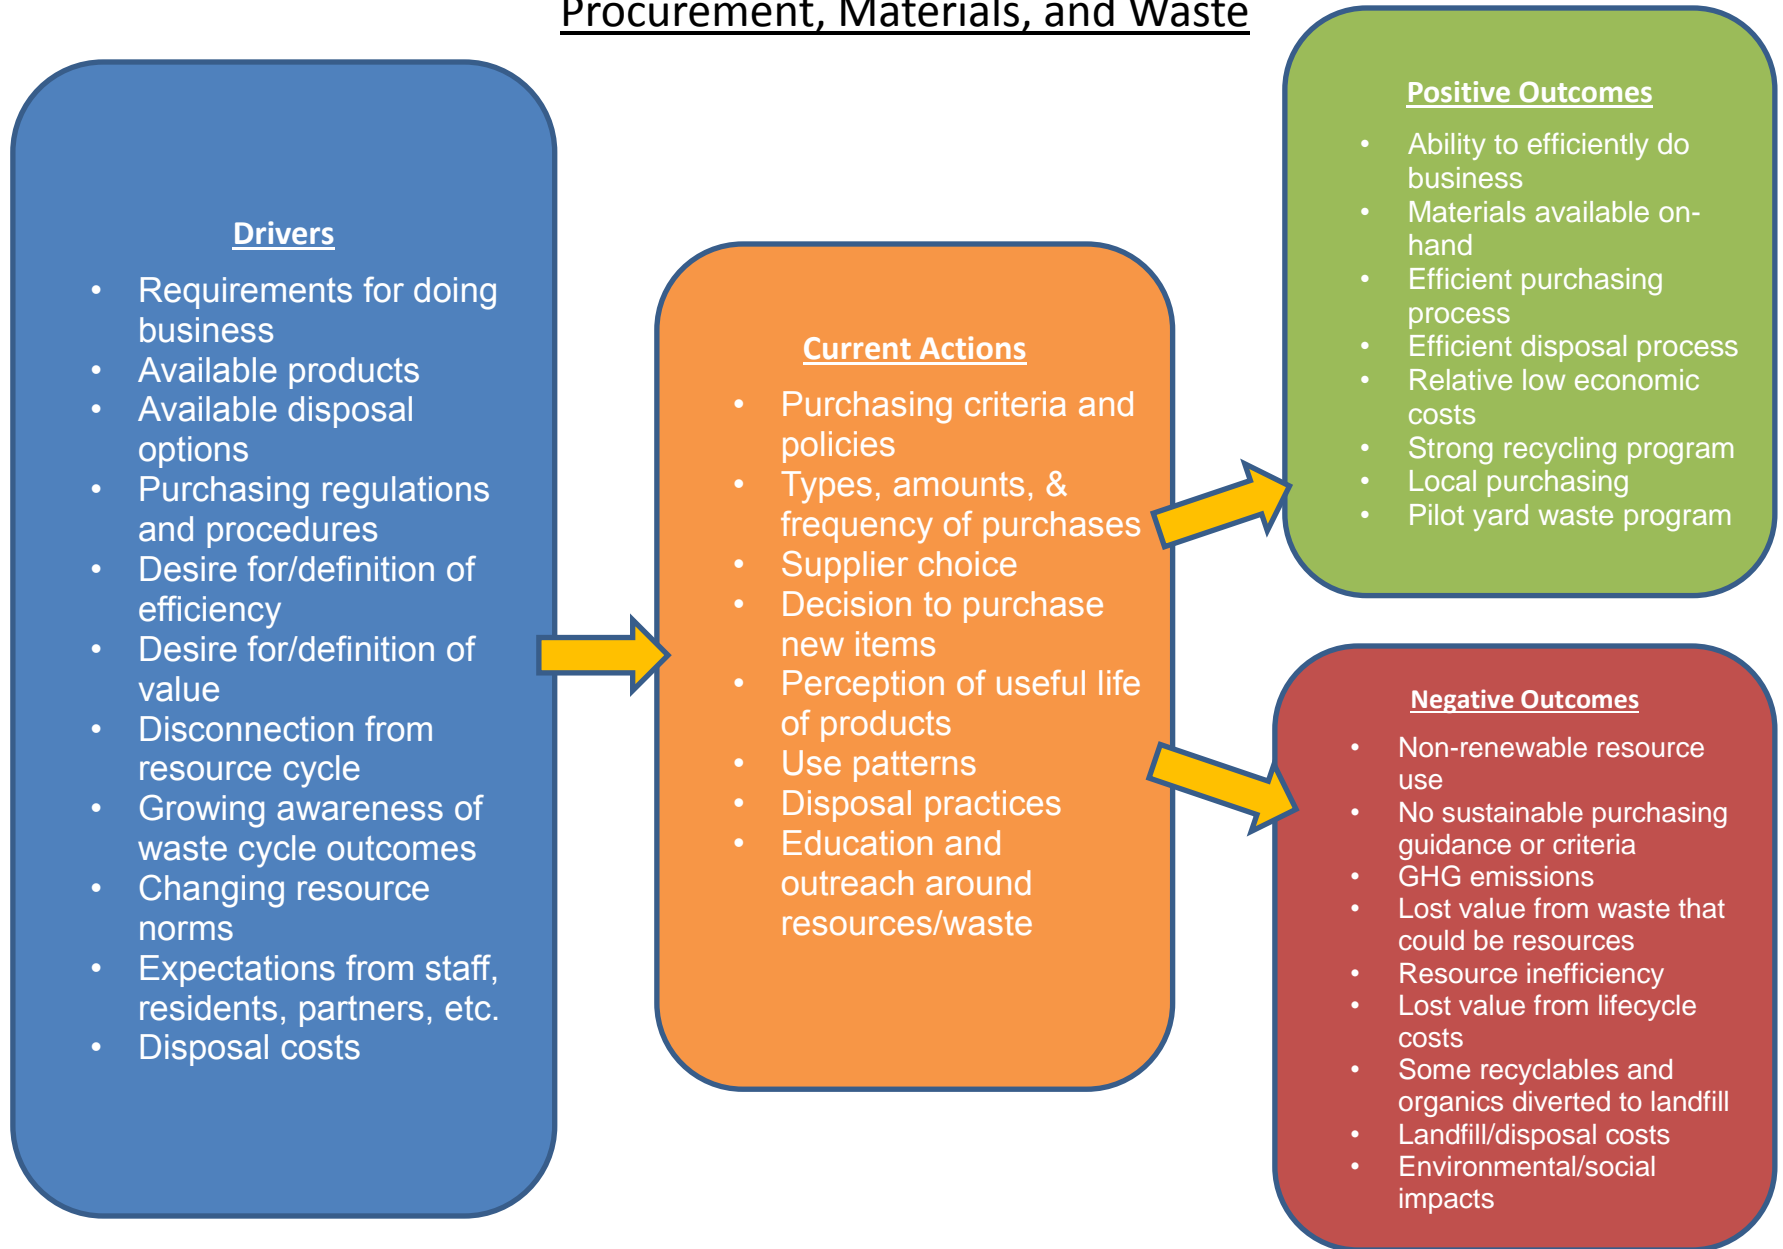 Procurement, Materials, and Waste
Drivers
• Requirements for doing
business
• Available products
• Available disposal
options
• Purchasing regulations
and procedures
• Desire for/definition of
efficiency
• Desire for/definition of
value
• Disconnection from
resource cycle
• Growing awareness of
waste cycle outcomes
• Changing resource
norms
• Expectations from staff,
residents, partners, etc.
• Disposal costs
Current Actions
• Purchasing criteria and
policies
• Types, amounts, &
frequency of purchases
• Supplier choice
• Decision to purchase
new items
• Perception of useful life
of products
• Use patterns
• Disposal practices
• Education and
outreach around
resources/waste
Positive Outcomes
• Ability to efficiently do
business
• Materials available on-
hand
• Efficient purchasing
process
• Efficient disposal process
• Relative low economic
costs
• Strong recycling program
• Local purchasing
• Pilot yard waste program
Negative Outcomes
• Non-renewable resource
use
• No sustainable purchasing
guidance or criteria
• GHG emissions
• Lost value from waste that
could be resources
• Resource inefficiency
• Lost value from lifecycle
costs
• Some recyclables and
organics diverted to landfill
• Landfill/disposal costs
• Environmental/social
impacts